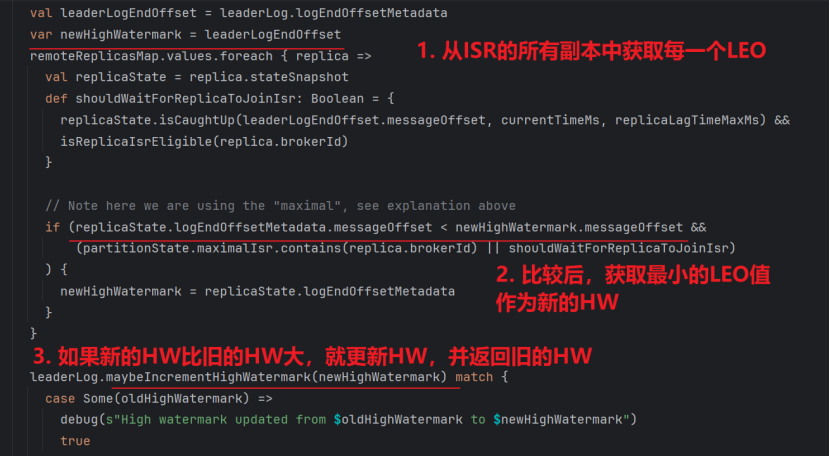 val leaderLogEndOffset = leaderLog.logEndOffsetMetadata
var newHighWatermark = leaderLogEndOffset
remoteReplicasMap.values.foreach { replica =>
1. 从ISR的所有副本中获取每一个LEO
val replicaState = replica.stateSnapshot
def shouldWaitForReplicaToJoinIsr: Boolean = {
replicaState.isCaughtUp(leaderLogEndOffset.messageOffset, currentTimeMs, replicaLagTimeMaxMs) &&
isReplicaIsrEligible(replica.brokerId)
}
// Note here we are using the "maximal", see explanation above
if (replicaState.logEndOffsetMetadata.messageOffset < newHighWatermark.messageOffset &&
(partitionState.maximalIsr.contains(replica.brokerId) || shouldWaitForReplicaToJoinIsr)
) {
2. 比较后，获取最小的LEO值
作为新的HW
newHighWatermark = replicaState.logEndOffsetMetadata
}
}
3. 如果新的HW比旧的HW大，就更新HW，并返回旧的HW
leaderLog.maybeIncrementHighWatermark(newHighWatermark) match {
case Some(oldHighWatermark) =>
debug(s"High watermark updated from $oldHighWatermark to $newHighWatermark")
true